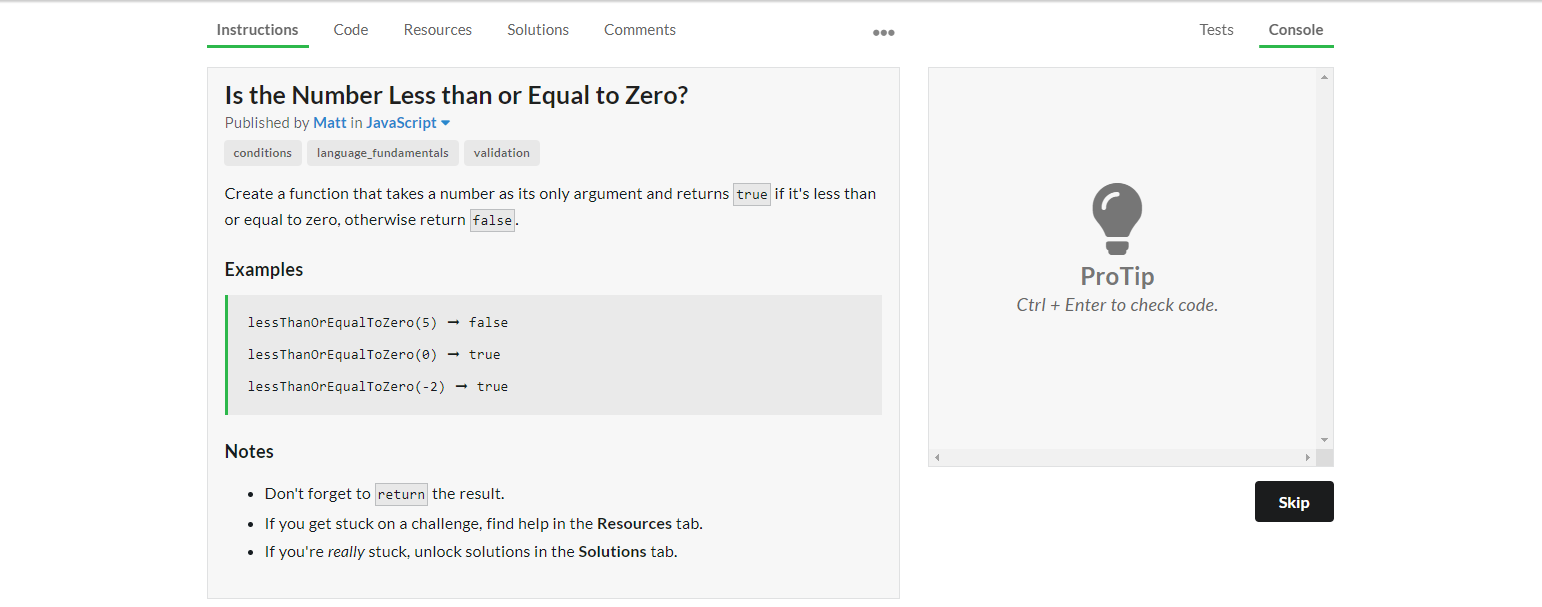 Instructions Code Resources Solutions Comments ••• Tests Console
Is the Number Less than or Equal to Zero?
Published by Matt in JavaScript
conditions language_fundamentals validation
Create a function that takes a number as its only argument and returns true if it's less than
or equal to zero, otherwise return false.
Examples
lessThanOrEqualToZero(5) ➞ false
lessThanOrEqualToZero(0) ➞ true
lessThanOrEqualToZero(-2) ➞ true
Notes
• Don't forget to return the result.
• If you get stuck on a challenge, find help in the Resources tab.
• If you're really stuck, unlock solutions in the Solutions tab.
ProTip
Ctrl + Enter to check code.
Skip